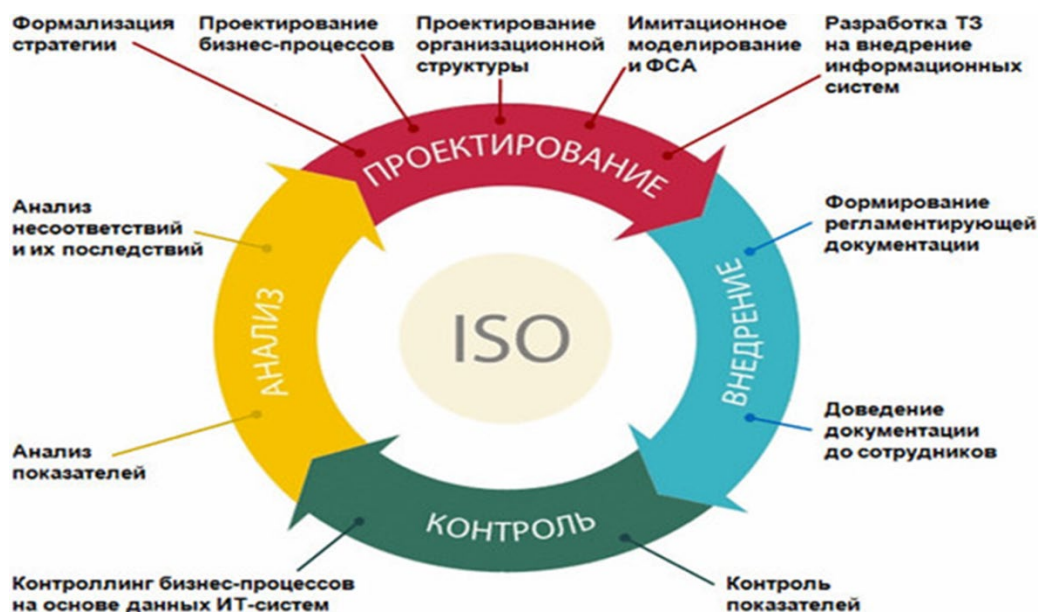 Формализация
стратегии
Проектирование
бизнес-процессов
Проектирование
организационной
структуры
Имитационное
моделирование
и ФСА
Разработка ТЗ
на внедрение
информационных
систем
ПРОЕКТИРОВАНИЕ
Анализ
несоответствий
и их последствий
Формирование
регламентирующей
документации
АНАЛИЗ
ISO
ВНЕДРЕНИЕ
Анализ
показателей
Доведение
документации
до сотрудников
КОНТРОЛЬ
Контроллинг бизнес-процессов
на основе данных ИТ-систем
Контроль
показателей